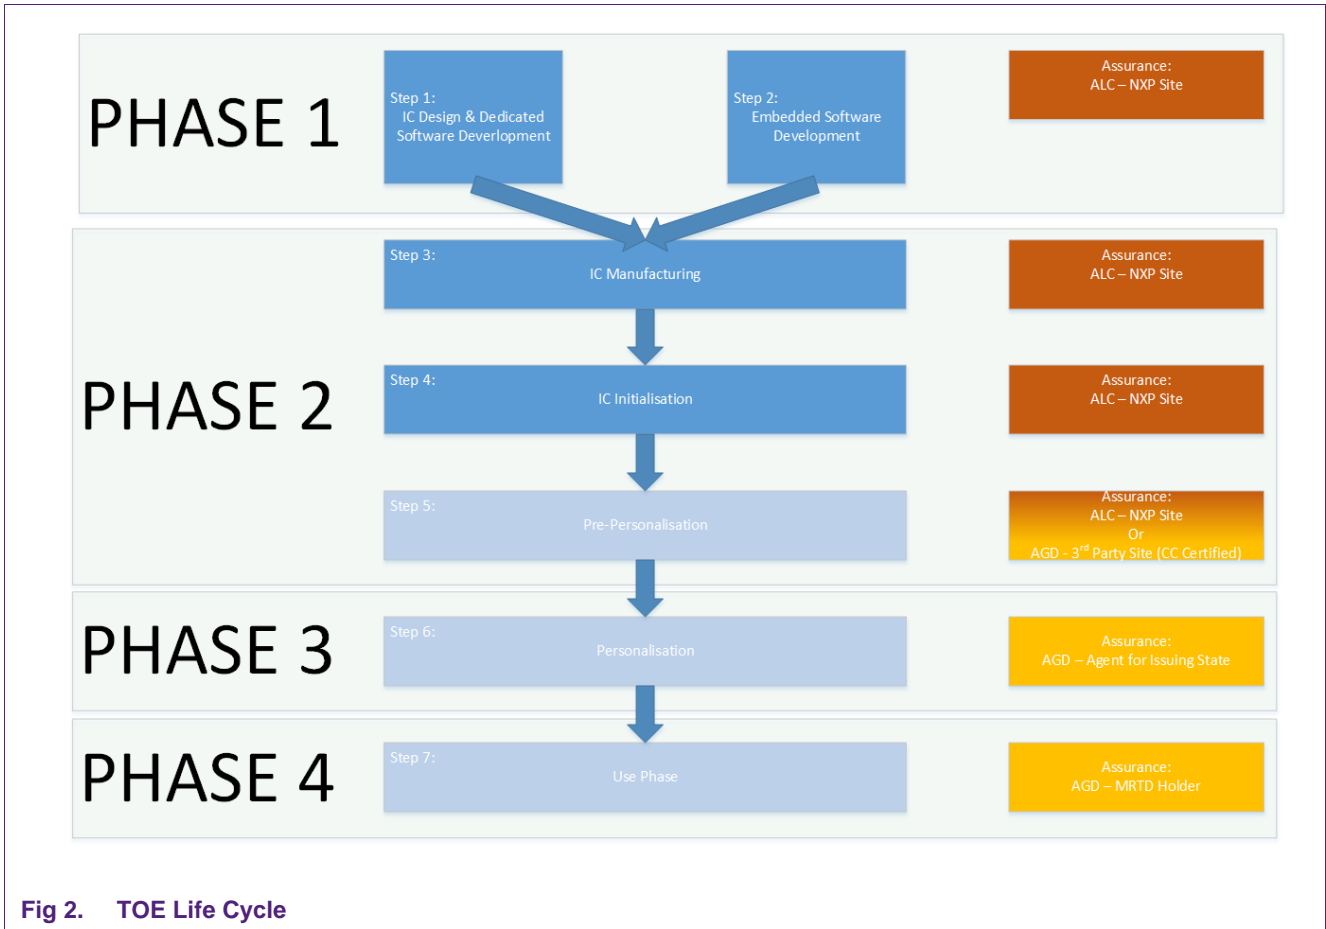 PHASE 1
Step 1:
IC Design & Dedicated
Software Deverlopment
Step 2:
Embedded Software
Development
Assurance:
ALC – NXP Site
PHASE 2
Step 3:
IC Manufacturing
Assurance:
ALC – NXP Site
Step 4:
IC Initialisation
Assurance:
ALC – NXP Site
Step 5:
Pre-Personalisation
Assurance:
ALC – NXP Site
Or
AGD - 3rd Party Site (CC Certified)
PHASE 3
Step 6:
Personalisation
Assurance:
AGD – Agent for Issuing State
PHASE 4
Step 7:
Use Phase
Assurance:
AGD – MRTD Holder
Fig 2. TOE Life Cycle